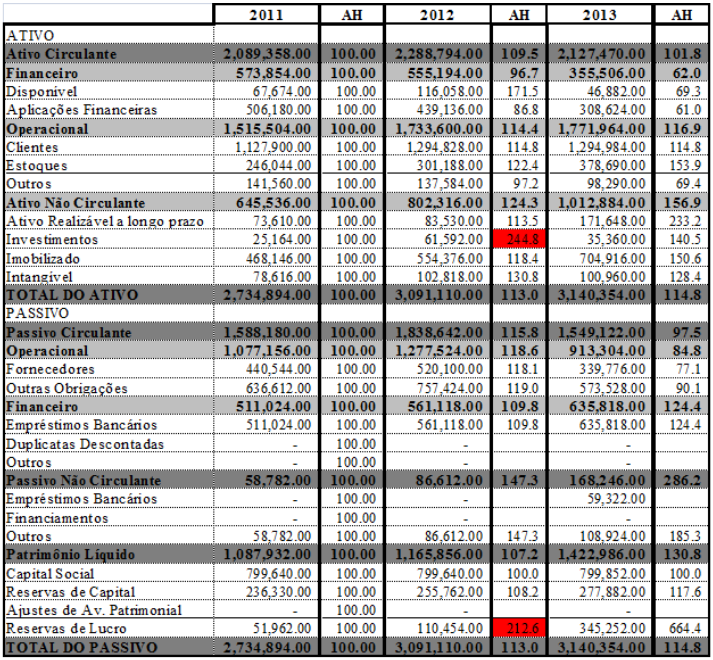 2011 AH 2012 AH 2013 AH
ATIVO
Ativo Circulante 2,089,358.00 100.00 2,288,794.00 109.5 2,127,470.00 101.8
Financeiro 573,854.00 100.00 555,194.00 96.7 355,506.00 62.0
Disponivel 67,674.00 100.00 116,058.00 171.5 46,882.00 69.3
Aplicações Financeiras 506,180.00 100.00 439,136.00 86.8 308,624.00 61.0
Operacional 1,515,504.00 100.00 1,733,600.00 114.4 1,771,964.00 116.9
Clientes 1,127,900.00 100.00 1,294,828.00 114.8 1,294,984.00 114.8
Estoques 246,044.00 100.00 301,188.00 122.4 378,690.00 153.9
Outros 141,560.00 100.00 137,584.00 97.2 98,290.00 69.4
Ativo Não Circulante 645,536.00 100.00 802,316.00 124.3 1,012,884.00 156.9
Ativo Realizável a longo prazo 73,610.00 100.00 83,530.00 113.5 171,648.00 233.2
Investimentos 25,164.00 100.00 61,592.00 244.8 35,360.00 140.5
Imobilizado 468,146.00 100.00 554,376.00 118.4 704,916.00 150.6
Intangivel 78,616.00 100.00 102,818.00 130.8 100,960.00 128.4
TOTAL DO ATIVO 2,734,894.00 100.00 3,091,110.00 113.0 3,140,354.00 114.8
PASSIVO
Passivo Circulante 1,588,180.00 100.00 1,838,642.00 115.8 1,549,122.00 97.5
Operacional 1,077,156.00 100.00 1,277,524.00 118.6 913,304.00 84.8
Fornecedores 440,544.00 100.00 520,100.00 118.1 339,776.00 77.1
Outras Obrigações 636,612.00 100.00 757,424.00 119.0 573,528.00 90.1
Financeiro 511,024.00 100.00 561,118.00 109.8 635,818.00 124.4
Empréstimos Bancários 511,024.00 100.00 561,118.00 109.8 635,818.00 124.4
Duplicatas Descontadas - 100.00 - -
Outros - 100.00 - -
Passivo Não Circulante 58,782.00 100.00 86,612.00 147.3 168,246.00 286.2
Empréstimos Bancários - 100.00 - 59,322.00
Financiamentos - 100.00 - -
Outros 58,782.00 100.00 86,612.00 147.3 108,924.00 185.3
Patrimônio Líquido 1,087,932.00 100.00 1,165,856.00 107.2 1,422,986.00 130.8
Capital Social 799,640.00 100.00 799,640.00 100.0 799,852.00 100.0
Reservas de Capital 236,330.00 100.00 255,762.00 108.2 277,882.00 117.6
Ajustes de Av. Patrimonial - 100.00 - -
Reservas de Lucro 51,962.00 100.00 110,454.00 212.6 345,252.00 664.4
TOTAL DO PASSIVO 2,734,894.00 100.00 3,091,110.00 113.0 3,140,354.00 114.8